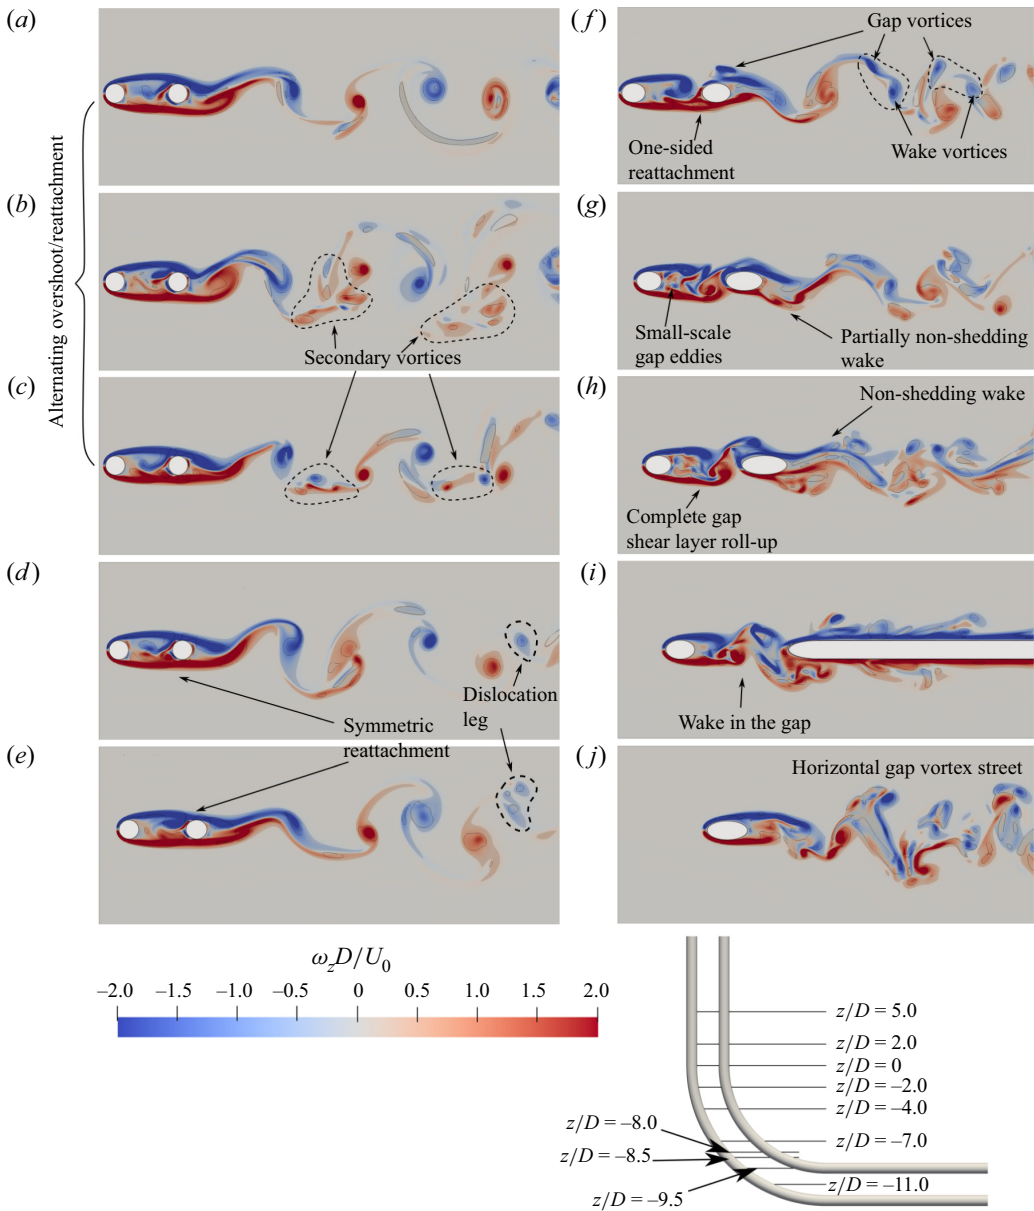 (a)
(b)
(c)
Alternating overshoot/reattachment
Secondary vortices
(d)
Symmetric
reattachment
Dislocation
leg
(e)
(f)
Gap vortices
One-sided
reattachment
Wake vortices
(g)
Small-scale
gap eddies
Partially non-shedding
wake
(h)
Non-shedding wake
Complete gap
shear layer roll-up
(i)
Wake in the gap
(j)
Horizontal gap vortex street
ω_z D/U_0
–2.0 –1.5 –1.0 –0.5 0 0.5 1.0 1.5 2.0
z/D = 5.0
z/D = 2.0
z/D = 0
z/D = –2.0
z/D = –4.0
z/D = –8.0
z/D = –7.0
z/D = –8.5
z/D = –9.5
z/D = –11.0